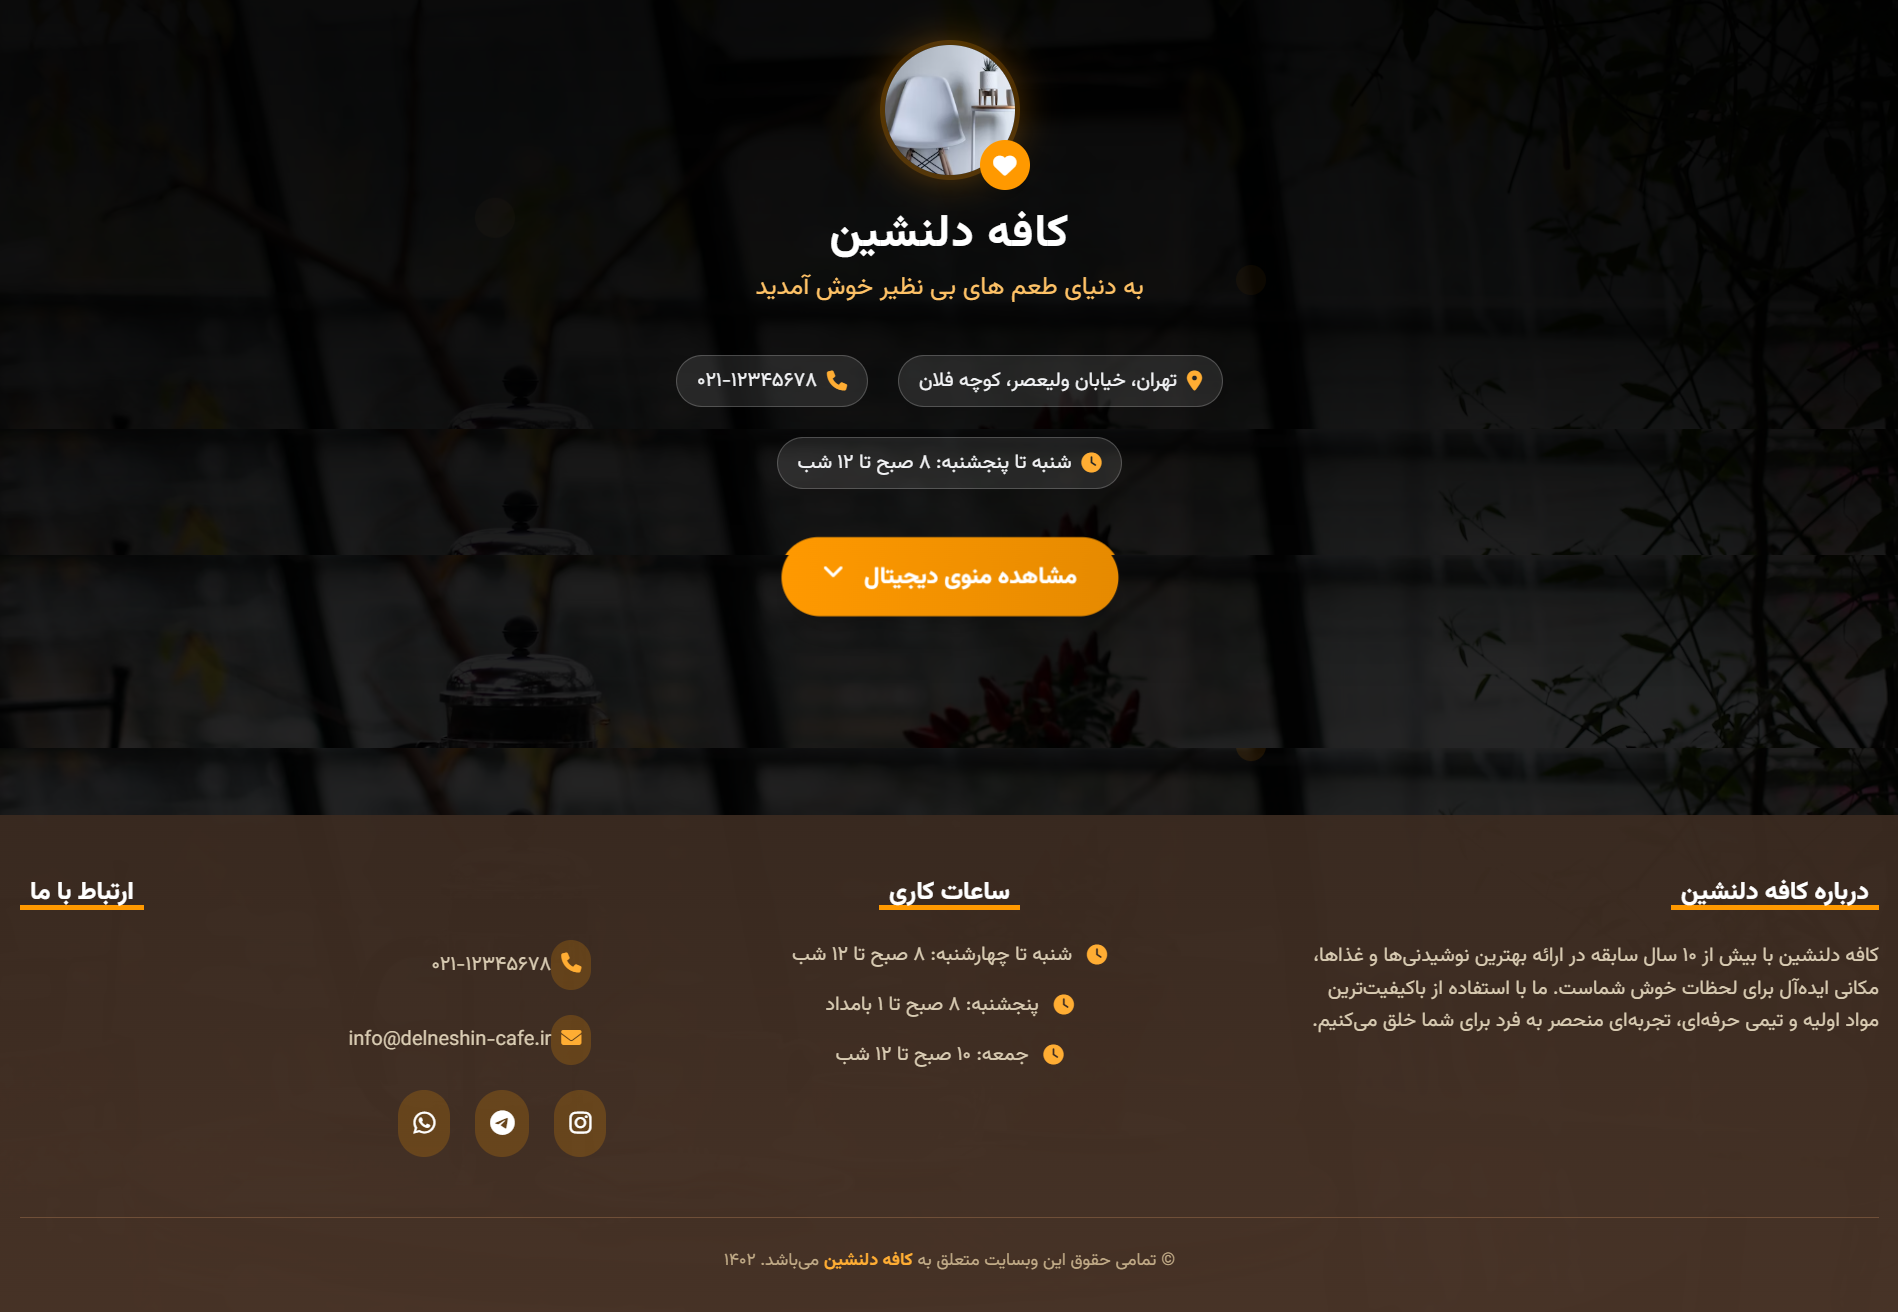 کافه دلنشین
به دنیای طعم های بی نظیر خوش آمدید
تهران، خیابان ولیعصر، کوچه فلان
۰۲۱-۱۲۳۴۵۶۷۸
شنبه تا پنجشنبه: ۸ صبح تا ۱۲ شب
مشاهده منوی دیجیتال
درباره کافه دلنشین
کافه دلنشین با بیش از ۱۰ سال سابقه در ارائه بهترین نوشیدنی‌ها و غذاها،
مکانی ایده‌آل برای لحظات خوش شماست. ما با استفاده از باکیفیت‌ترین
مواد اولیه و تیمی حرفه‌ای، تجربه‌ای منحصر به فرد برای شما خلق می‌کنیم.
ساعات کاری
شنبه تا چهارشنبه: ۸ صبح تا ۱۲ شب
پنجشنبه: ۸ صبح تا ۱ بامداد
جمعه: ۱۰ صبح تا ۱۲ شب
ارتباط با ما
۰۲۱-۱۲۳۴۵۶۷۸
info@delneshin-cafe.ir
© تمامی حقوق این وبسایت متعلق به کافه دلنشین می‌باشد. ۱۴۰۲